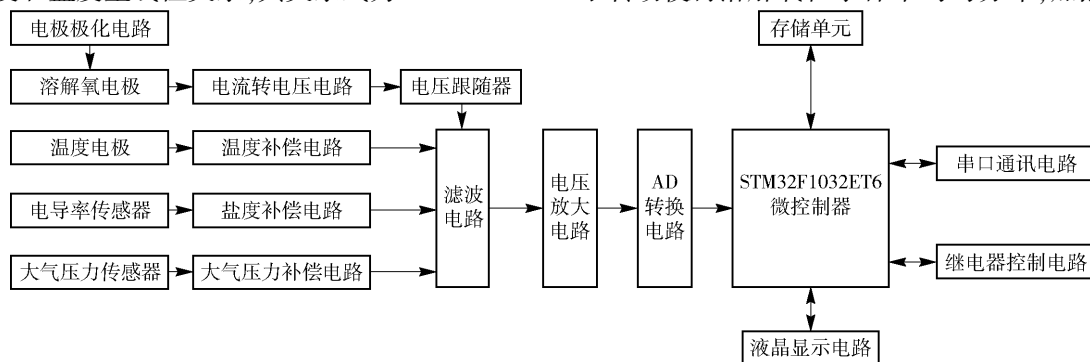 电极极化电路
存储单元
溶解氧电极
电流转电压电路
电压跟随器
温度电极
温度补偿电路
电导率传感器
盐度补偿电路
大气压力传感器
大气压力补偿电路
滤波
电路
电压
放大
电路
AD
转换
电路
STM32F1032ET6
微控制器
串口通讯电路
继电器控制电路
液晶显示电路